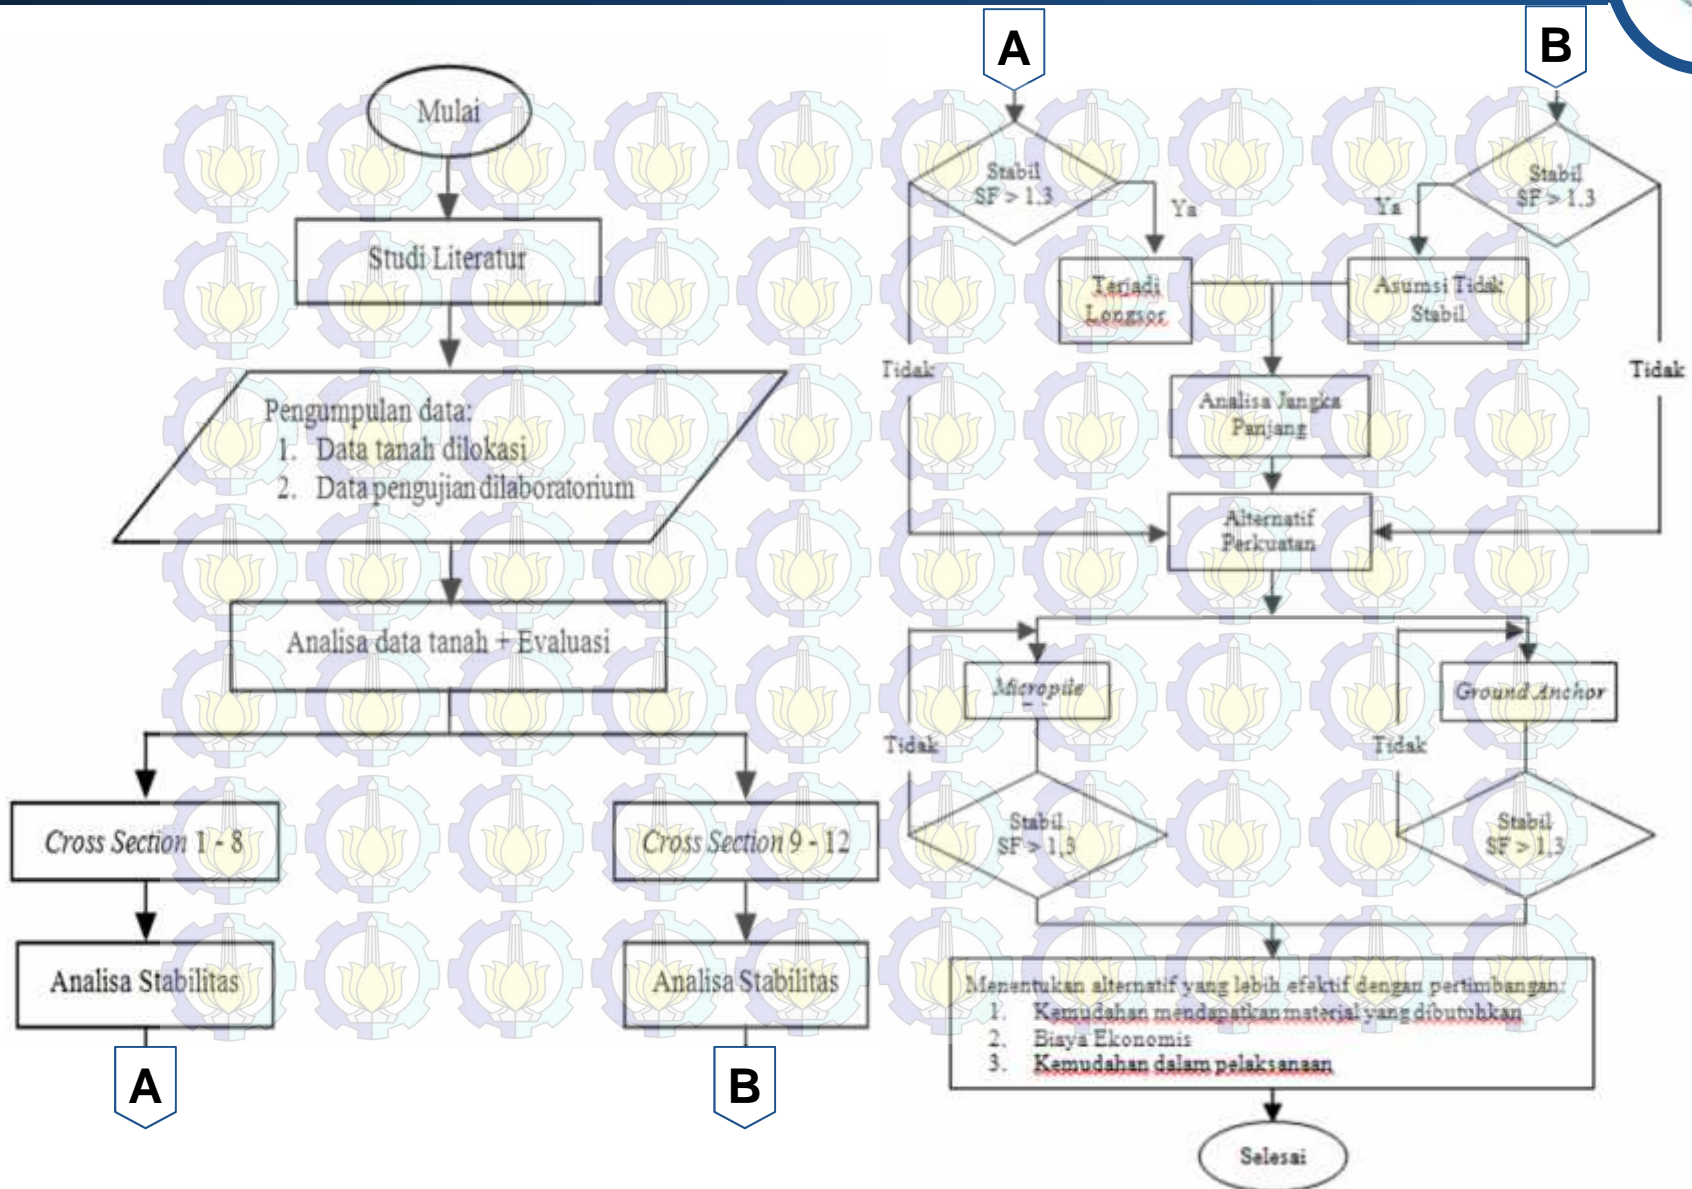 Mulai
Studi Literatur
Pengumpulan data:
1. Data tanah dilokasi
2. Data pengujian dilaboratorium
Analisa data tanah + Evaluasi
Cross Section 1 - 8
Cross Section 9 - 12
Analisa Stabilitas
Analisa Stabilitas
A
B
A
B
Stabil
SF > 1.3
Stabil
SF > 1.3
Ya
Ya
Terjadi
Longsor
Asumsi Tidak
Stabil
Tidak
Tidak
Analisa Jangka
Panjang
Alternatif
Perkuatan
Micropile
Ground Anchor
Tidak
Tidak
Stabil
SF > 1,3
Stabil
SF > 1,3
Menentukan alternatif yang lebih efektif dengan pertimbangan:
1. Kemudahan mendapatkan material yang dibutuhkan
2. Biaya Ekonomis
3. Kemudahan dalam pelaksanaan
Selesai